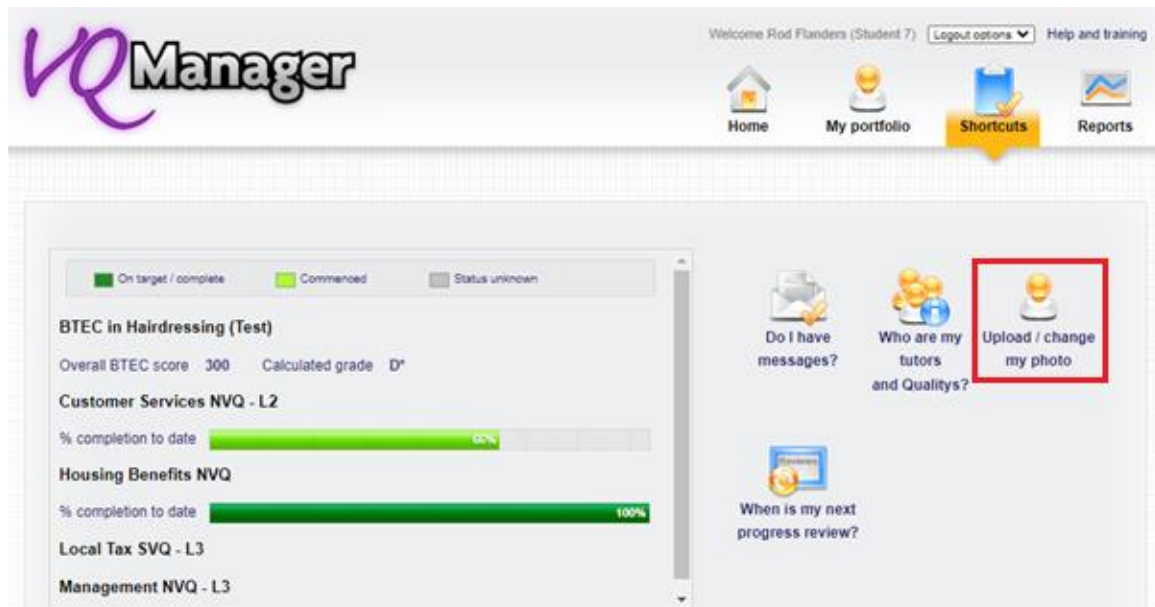 VQManager
Welcome Rod Flanders (Student 7) Logout options Help and training
Home My portfolio Shortcuts Reports
On target / complete Commenced Status unknown
BTEC in Hairdressing (Test)
Overall BTEC score 300 Calculated grade D*
Customer Services NVQ - L2
% completion to date 66%
Housing Benefits NVQ
% completion to date 100%
Local Tax SVQ - L3
Management NVQ - L3
Do I have
messages?
Who are my
tutors
and Qualitys?
Upload / change
my photo
Reviews
When is my next
progress review?